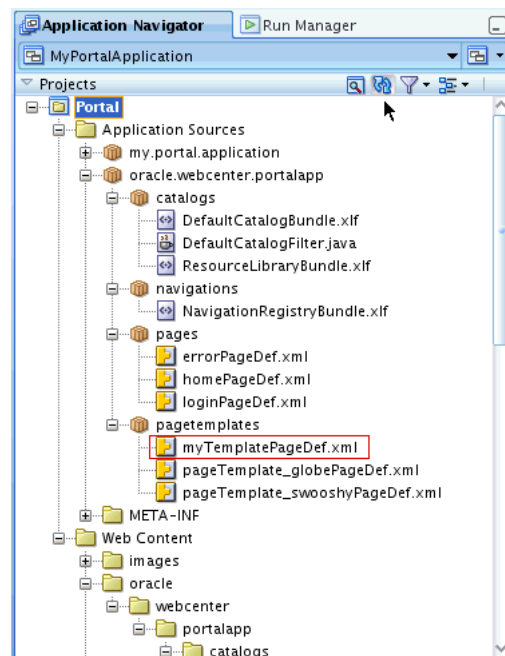 Application Navigator
Run Manager
MyPortalApplication
Projects
Portal
Application Sources
my.portal.application
oracle.webcenter.portalapp
catalogs
DefaultCatalogBundle.xlf
DefaultCatalogFilter.java
ResourceLibraryBundle.xlf
navigations
NavigationRegistryBundle.xlf
pages
errorPageDef.xml
homePageDef.xml
loginPageDef.xml
pagetemplates
myTemplatePageDef.xml
pageTemplate_globePageDef.xml
pageTemplate_swooshyPageDef.xml
META-INF
Web Content
images
oracle
webcenter
portalapp
catalogs